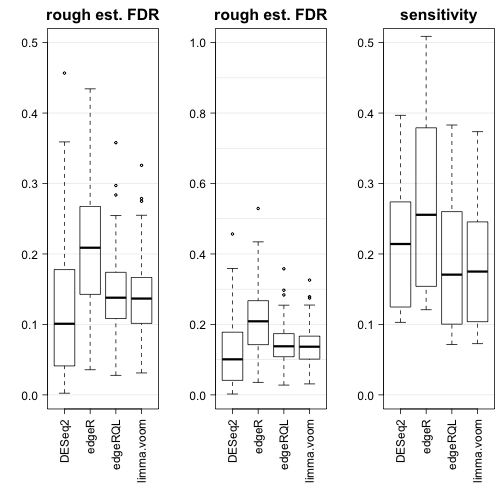 rough est. FDR
0.5
0.4
0.3
0.2
0.1
0.0
DESeq2
edgeR
edgeRQL
limma.voom
rough est. FDR
1.0
0.8
0.6
0.4
0.2
0.0
DESeq2
edgeR
edgeRQL
limma.voom
sensitivity
0.5
0.4
0.3
0.2
0.1
0.0
DESeq2
edgeR
edgeRQL
limma.voom